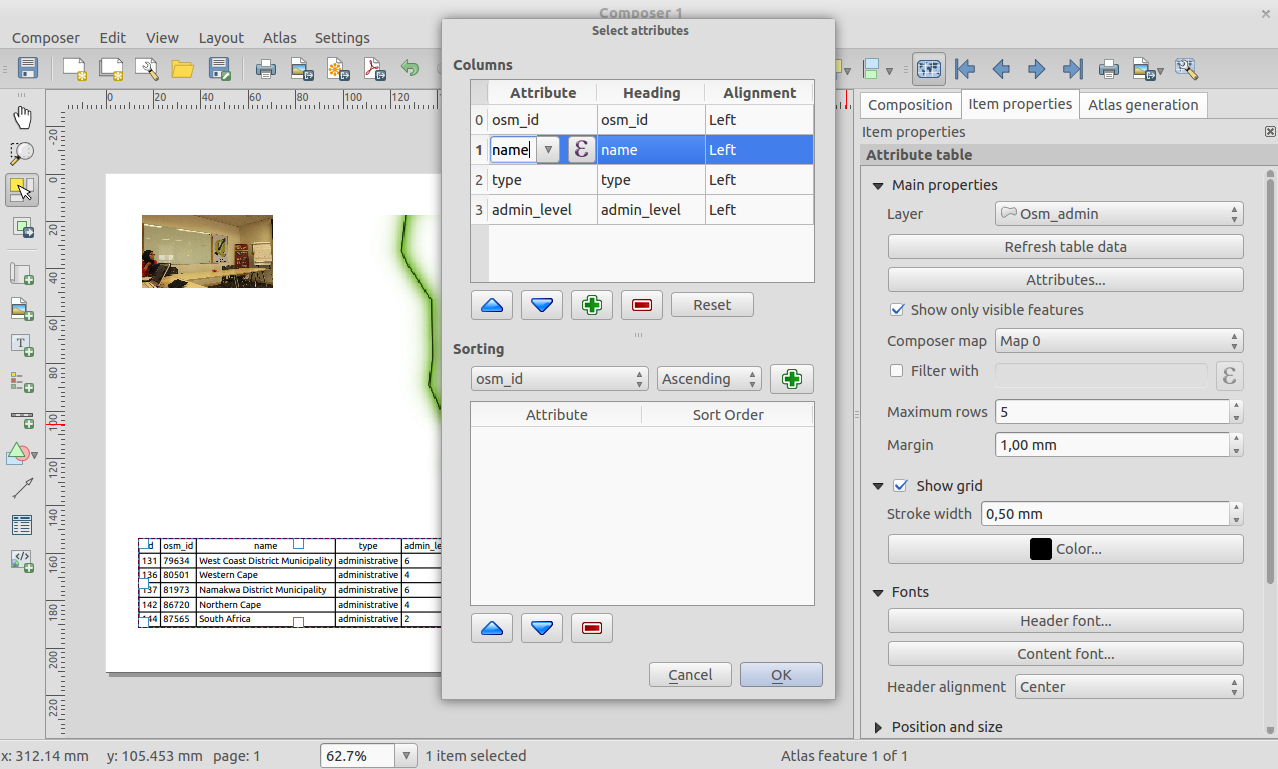 Composer 1
Composer Edit View Layout Atlas Settings
Select attributes
Columns
Attribute Heading Alignment
0 osm_id osm_id Left
1 name ε name Left
2 type type Left
3 admin_level admin_level Left
Reset
Sorting
osm_id Ascending
Attribute Sort Order
Cancel OK
0 20 40 60 80 100 120
-20
0
20
40
60
80
100
120
140
160
180
200
220
osm_id name type admin_le
131 79634 West Coast District Municipality administrative 6
136 80501 Western Cape administrative 4
137 81973 Namakwa District Municipality administrative 6
142 86720 Northern Cape administrative 4
144 87565 South Africa administrative 2
Composition Item properties Atlas generation
Item properties
Attribute table
Main properties
Layer Osm_admin
Refresh table data
Attributes...
Show only visible features
Composer map Map 0
Filter with ε
Maximum rows 5
Margin 1,00 mm
Show grid
Stroke width 0,50 mm
Color...
Fonts
Header font...
Content font...
Header alignment Center
Position and size
x: 312.14 mm y: 105.453 mm page: 1 62.7% 1 item selected Atlas feature 1 of 1